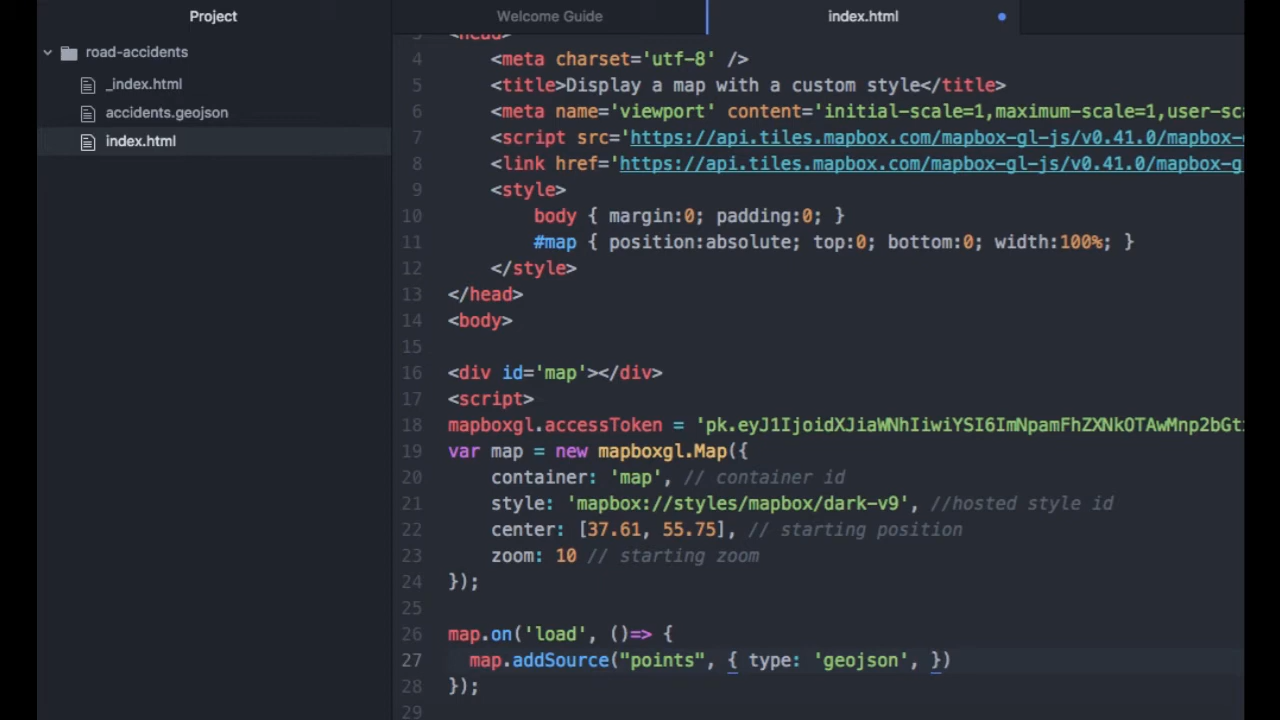 Project
Welcome Guide
index.html
road-accidents
_index.html
accidents.geojson
index.html
3 <head>
4 <meta charset='utf-8' />
5 <title>Display a map with a custom style</title>
6 <meta name='viewport' content='initial-scale=1,maximum-scale=1,user-sca
7 <script src='https://api.tiles.mapbox.com/mapbox-gl-js/v0.41.0/mapbox-
8 <link href='https://api.tiles.mapbox.com/mapbox-gl-js/v0.41.0/mapbox-g
9 <style>
10 body { margin:0; padding:0; }
11 #map { position:absolute; top:0; bottom:0; width:100%; }
12 </style>
13 </head>
14 <body>
15
16 <div id='map'></div>
17 <script>
18 mapboxgl.accessToken =
19 var map = new mapboxgl.Map({
20 container: 'map', // container id
21 style: 'mapbox://styles/mapbox/dark-v9', //hosted style id
22 center: [37.61, 55.75], // starting position
23 zoom: 10 // starting zoom
24 });
25
26 map.on('load', ()=> {
27 map.addSource("points", { type: 'geojson', })
28 });
29